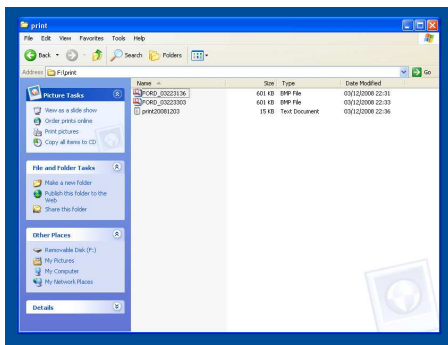 print
File Edit View Favorites Tools Help
Back Search Folders
Address F:\print Go
Name Size Type Date Modified
FORD_03223136 601 KB BMP File 03/12/2008 22:31
FORD_03223303 601 KB BMP File 03/12/2008 22:33
print20081203 15 KB Text Document 03/12/2008 22:36
Picture Tasks
View as a slide show
Order prints online
Print pictures
Copy all items to CD
File and Folder Tasks
Make a new folder
Publish this folder to the
Web
Share this folder
Other Places
Removable Disk (F:)
My Pictures
My Computer
My Network Places
Details